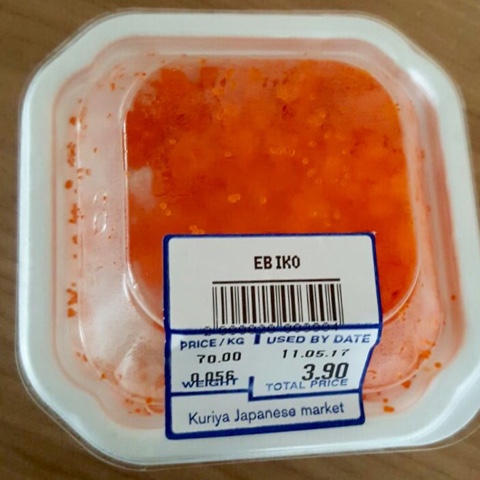 EBIKO
PRICE/KG USED BY DATE
70.00 11.05.17
0.056 3.90
WEIGHT TOTAL PRICE
Kuriya Japanese market